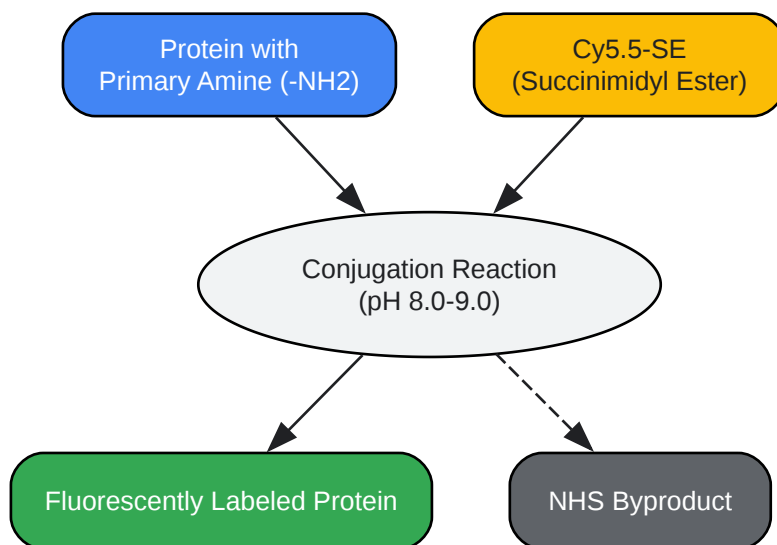 Protein with
Primary Amine (-NH2)
Cy5.5-SE
(Succinimidyl Ester)
Conjugation Reaction
(pH 8.0-9.0)
Fluorescently Labeled Protein
NHS Byproduct